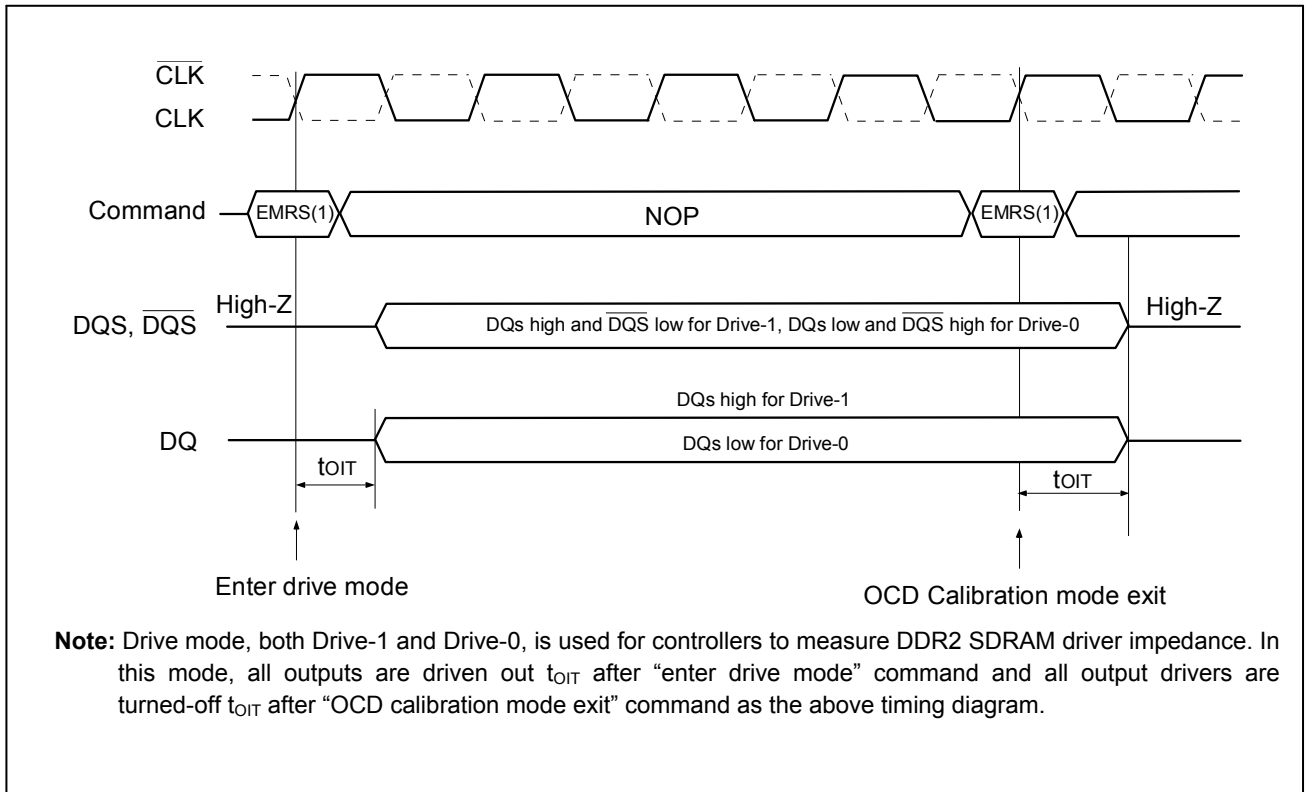 C̅L̅K̅
CLK
Command EMRS(1) NOP EMRS(1)
High-Z High-Z
DQS, D̅Q̅S̅ DQs high and D̅Q̅S̅ low for Drive-1, DQs low and D̅Q̅S̅ high for Drive-0
DQs high for Drive-1
DQ DQs low for Drive-0
tOIT tOIT
Enter drive mode
OCD Calibration mode exit
Note: Drive mode, both Drive-1 and Drive-0, is used for controllers to measure DDR2 SDRAM driver impedance. In
this mode, all outputs are driven out tOIT after “enter drive mode” command and all output drivers are
turned-off tOIT after “OCD calibration mode exit” command as the above timing diagram.